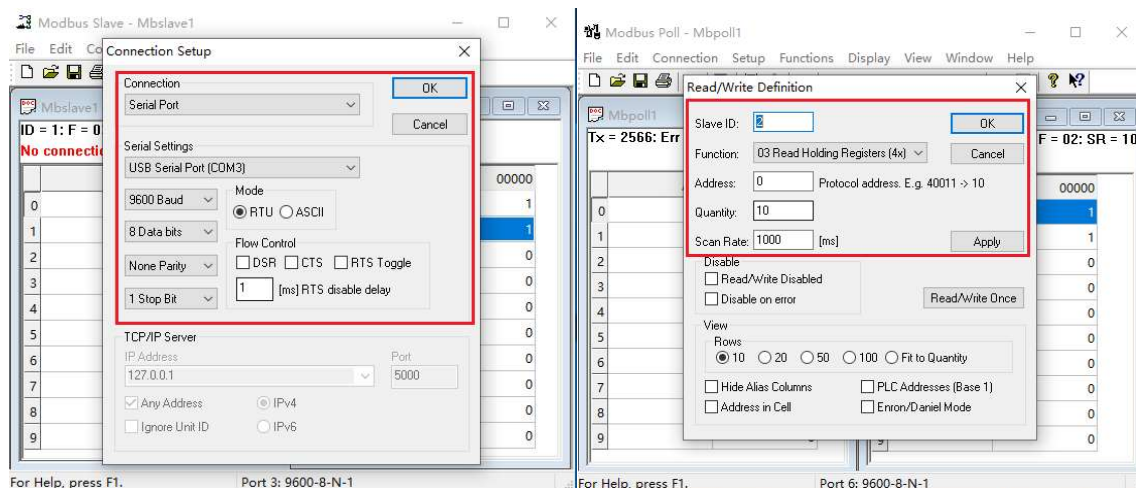 Modbus Slave - Mbslave1
File Edit Co
Connection Setup
Mbslave1
ID = 1: F = 0
No connecti
Connection
Serial Port
OK
Cancel
Serial Settings
USB Serial Port (COM3)
9600 Baud
Mode
RTU ASCII
8 Data bits
Flow Control
DSR CTS RTS Toggle
None Parity
1 [ms] RTS disable delay
1 Stop Bit
TCP/IP Server
IP Address Port
127.0.0.1 5000
Any Address IPv4
Ignore Unit ID IPv6
00000
0 1
1 1
2 0
3 0
4 0
5 0
6 0
7 0
8 0
9 0
For Help, press F1. Port 3: 9600-8-N-1
Modbus Poll - Mbpoll1
File Edit Connection Setup Functions Display View Window Help
Read/Write Definition
Mbpoll1
Tx = 2566: Err
F = 02: SR = 10
Slave ID: 2 OK
Function: 03 Read Holding Registers (4x) Cancel
Address: 0 Protocol address. E.g. 40011 -> 10
Quantity: 10
Scan Rate: 1000 [ms] Apply
Disable
Read/Write Disabled
Disable on error
Read/Write Once
View
Rows
10 20 50 100 Fit to Quantity
Hide Alias Columns PLC Addresses (Base 1)
Address in Cell Enron/Daniel Mode
00000
0 1
1 1
2 0
3 0
4 0
5 0
6 0
7 0
8 0
9 0
For Help, press F1. Port 6: 9600-8-N-1